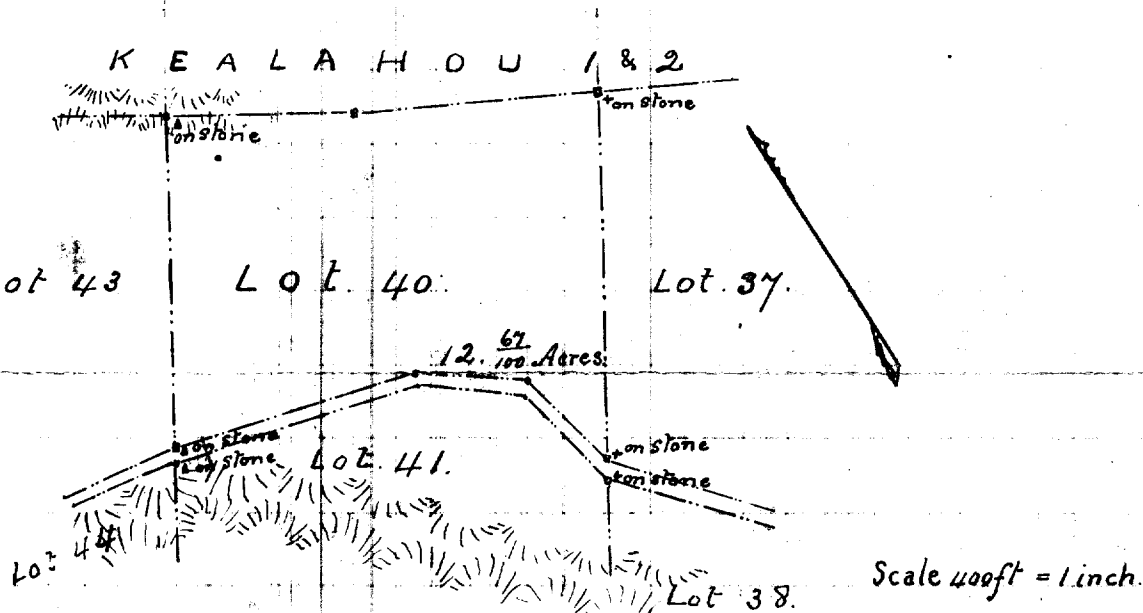 KEALAHOU 1 & 2
+ on stone
▲ on stone
ot 43
Lot. 40.
Lot. 37.
12. 67/100 Acres.
▲ on stone
▲ on stone
+ on stone
+ on stone
Lot. 41.
Lot 44
Lot 38.
Scale 400ft = 1 inch.